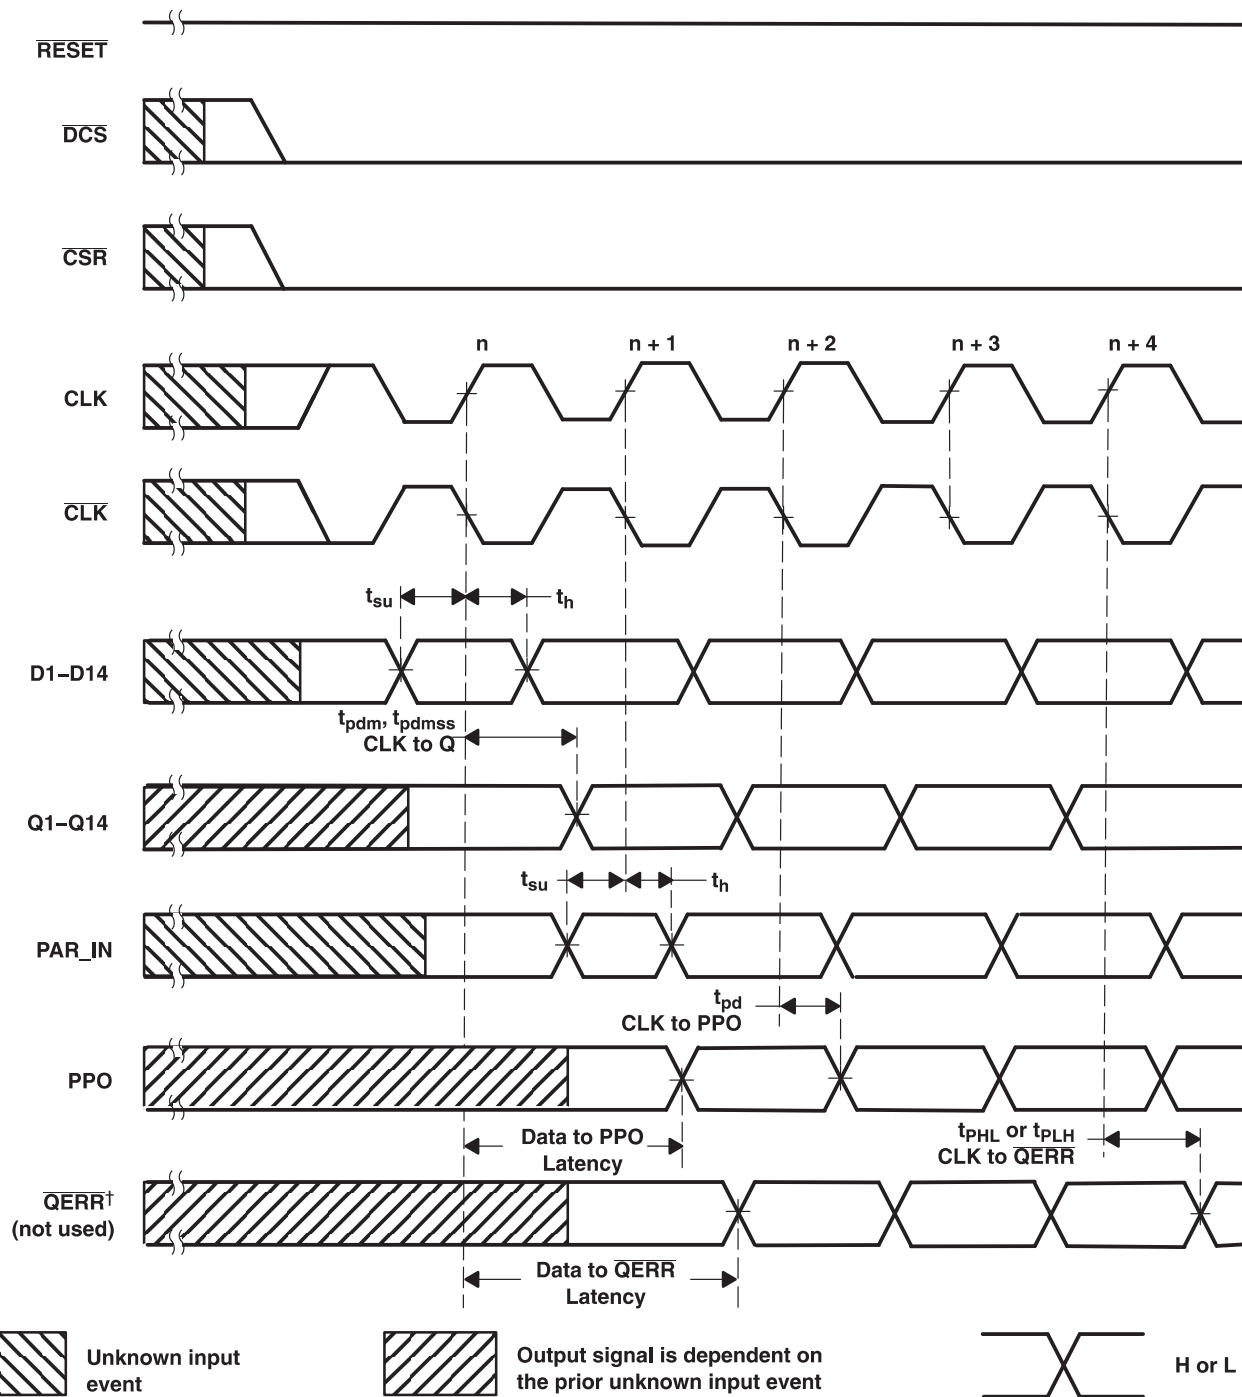 RESET
DCS
CSR
n n + 1 n + 2 n + 3 n + 4
CLK
CLK
tsu th
D1–D14
tpdm, tpdmss
CLK to Q
Q1–Q14
tsu th
PAR_IN
tpd
CLK to PPO
PPO
Data to PPO
Latency
tPHL or tPLH
CLK to QERR
QERR†
(not used)
Data to QERR
Latency
Unknown input
event
Output signal is dependent on
the prior unknown input event
H or L